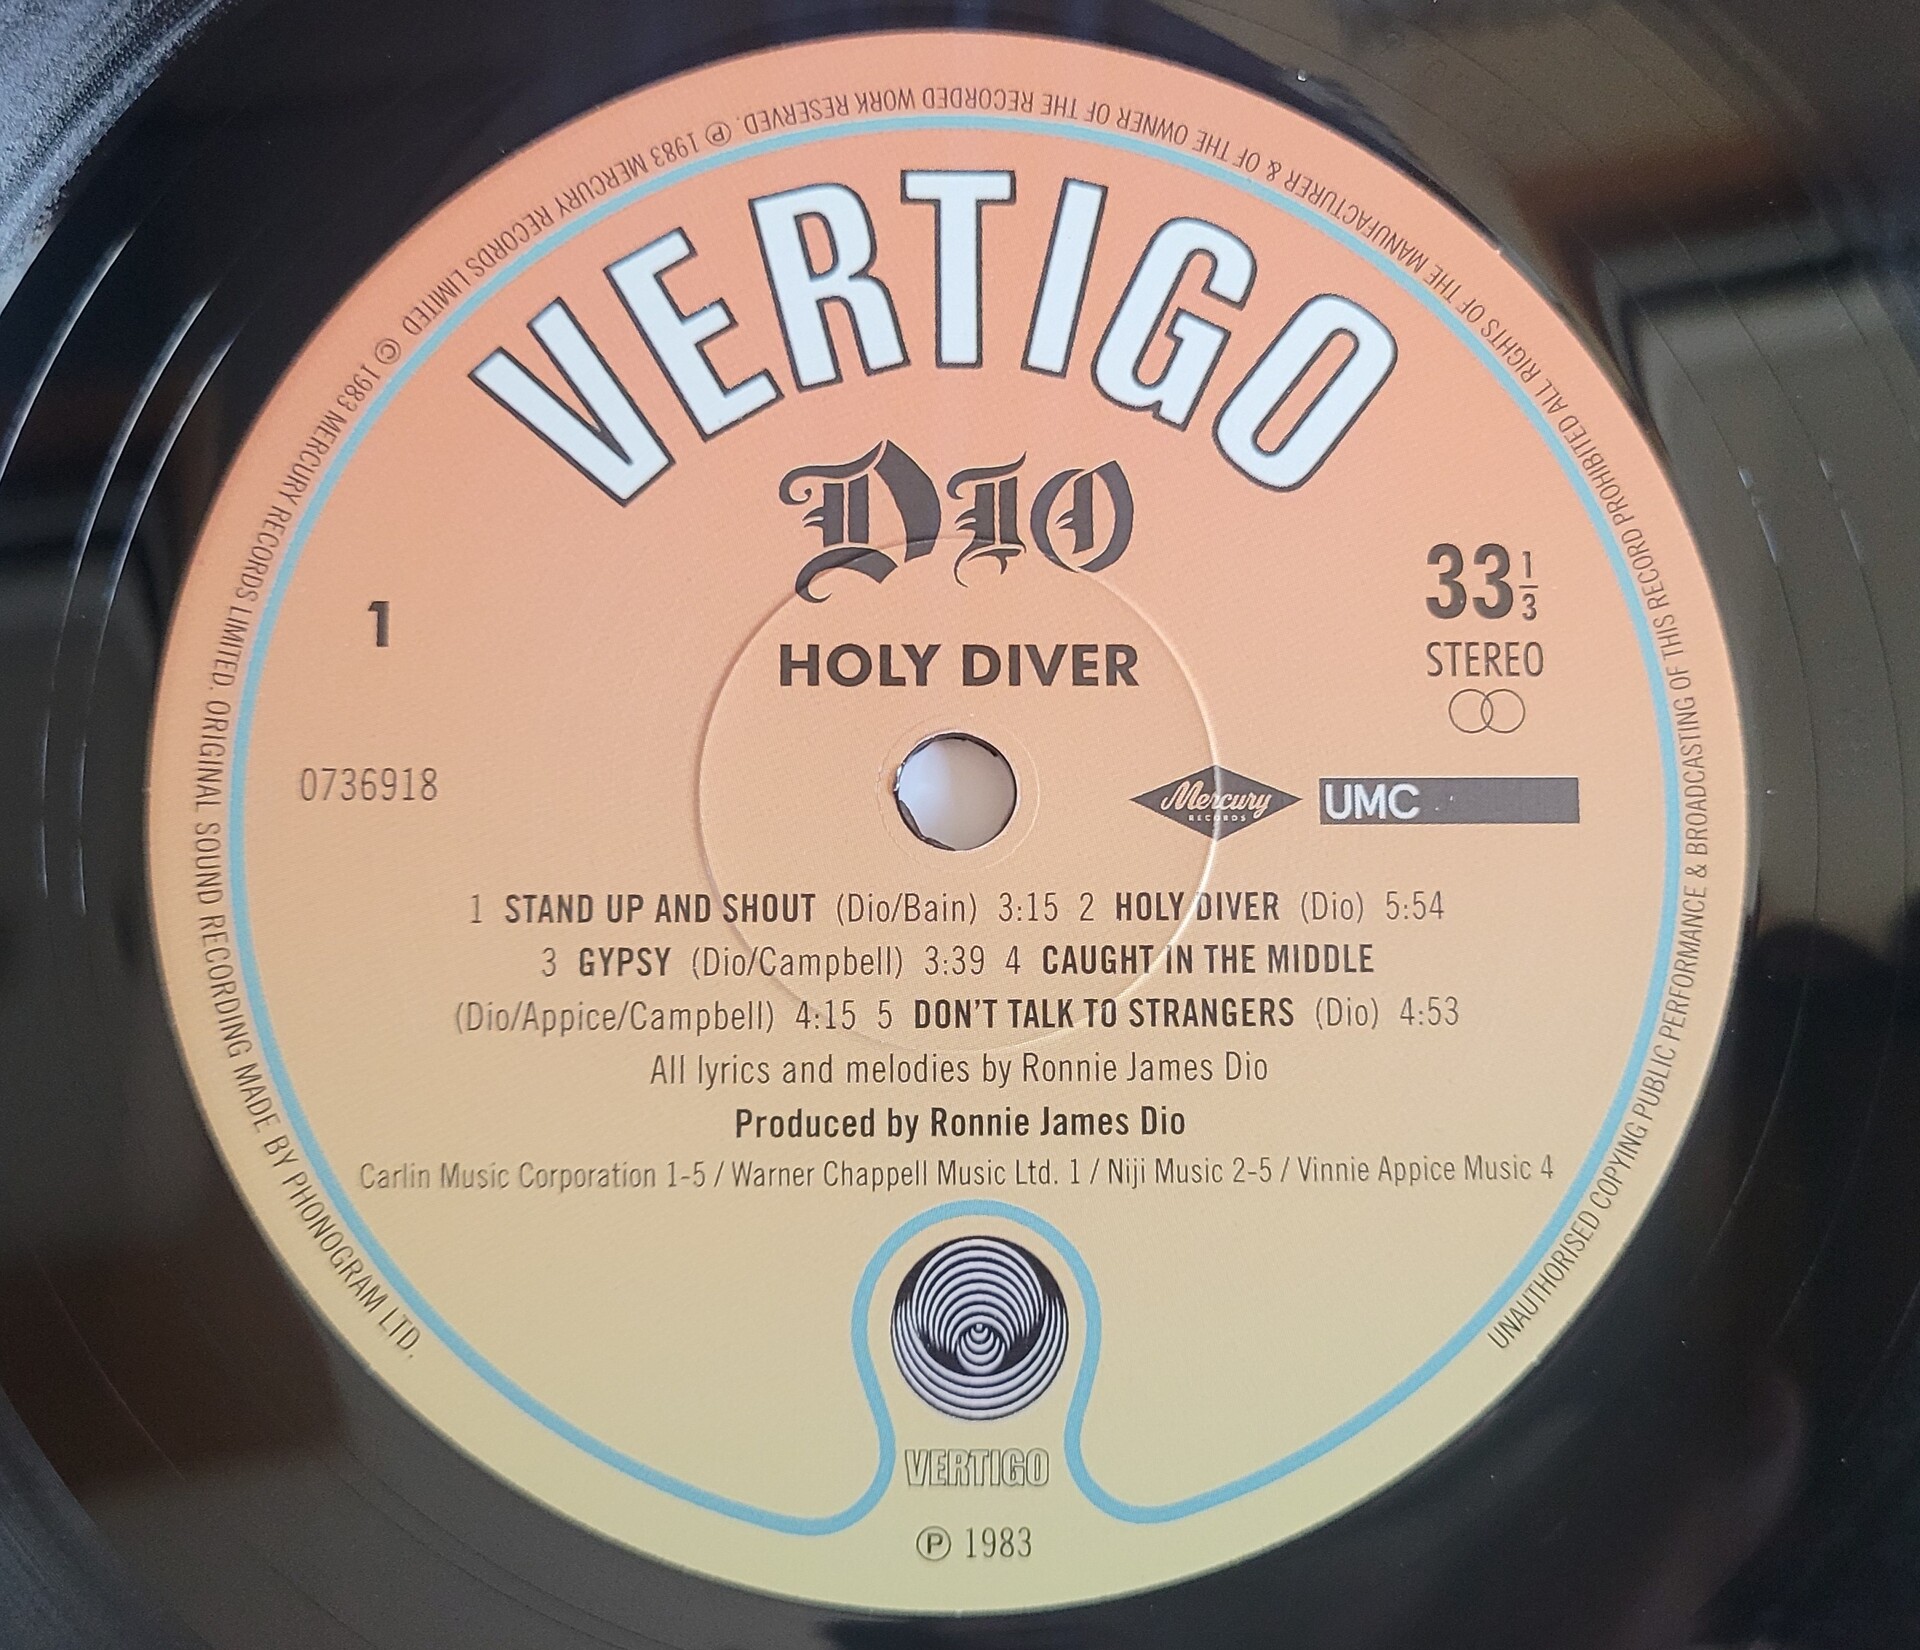 VERTIGO
DIO
HOLY DIVER
1
33 1/3
STEREO
0736918
Mercury
RECORDS
UMC
1 STAND UP AND SHOUT (Dio/Bain) 3:15 2 HOLY DIVER (Dio) 5:54
3 GYPSY (Dio/Campbell) 3:39 4 CAUGHT IN THE MIDDLE
(Dio/Appice/Campbell) 4:15 5 DON'T TALK TO STRANGERS (Dio) 4:53
All lyrics and melodies by Ronnie James Dio
Produced by Ronnie James Dio
Carlin Music Corporation 1-5 / Warner Chappell Music Ltd. 1 / Niji Music 2-5 / Vinnie Appice Music 4
VERTIGO
℗ 1983
UNAUTHORISED COPYING PUBLIC PERFORMANCE & BROADCASTING OF THIS RECORD PROHIBITED ALL RIGHTS OF THE MANUFACTURER & OF THE OWNER OF THE RECORDED WORK RESERVED. ℗ 1983 MERCURY RECORDS LIMITED © 1983 MERCURY RECORDS LIMITED. ORIGINAL SOUND RECORDING MADE BY PHONOGRAM LTD.